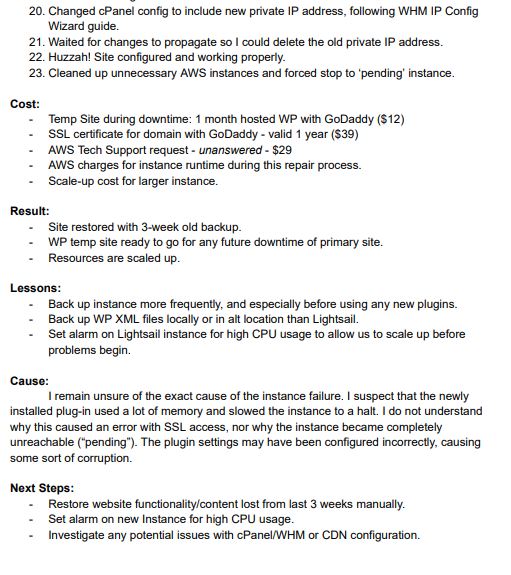 20. Changed cPanel config to include new private IP address, following WHM IP Config
Wizard guide.
21. Waited for changes to propagate so I could delete the old private IP address.
22. Huzzah! Site configured and working properly.
23. Cleaned up unnecessary AWS instances and forced stop to 'pending' instance.
Cost:
- Temp Site during downtime: 1 month hosted WP with GoDaddy ($12)
- SSL certificate for domain with GoDaddy - valid 1 year ($39)
- AWS Tech Support request - unanswered - $29
- AWS charges for instance runtime during this repair process.
- Scale-up cost for larger instance.
Result:
- Site restored with 3-week old backup.
- WP temp site ready to go for any future downtime of primary site.
- Resources are scaled up.
Lessons:
- Back up instance more frequently, and especially before using any new plugins.
- Back up WP XML files locally or in alt location than Lightsail.
- Set alarm on Lightsail instance for high CPU usage to allow us to scale up before
problems begin.
Cause:
I remain unsure of the exact cause of the instance failure. I suspect that the newly
installed plug-in used a lot of memory and slowed the instance to a halt. I do not understand
why this caused an error with SSL access, nor why the instance became completely
unreachable ("pending"). The plugin settings may have been configured incorrectly, causing
some sort of corruption.
Next Steps:
- Restore website functionality/content lost from last 3 weeks manually.
- Set alarm on new Instance for high CPU usage.
- Investigate any potential issues with cPanel/WHM or CDN configuration.